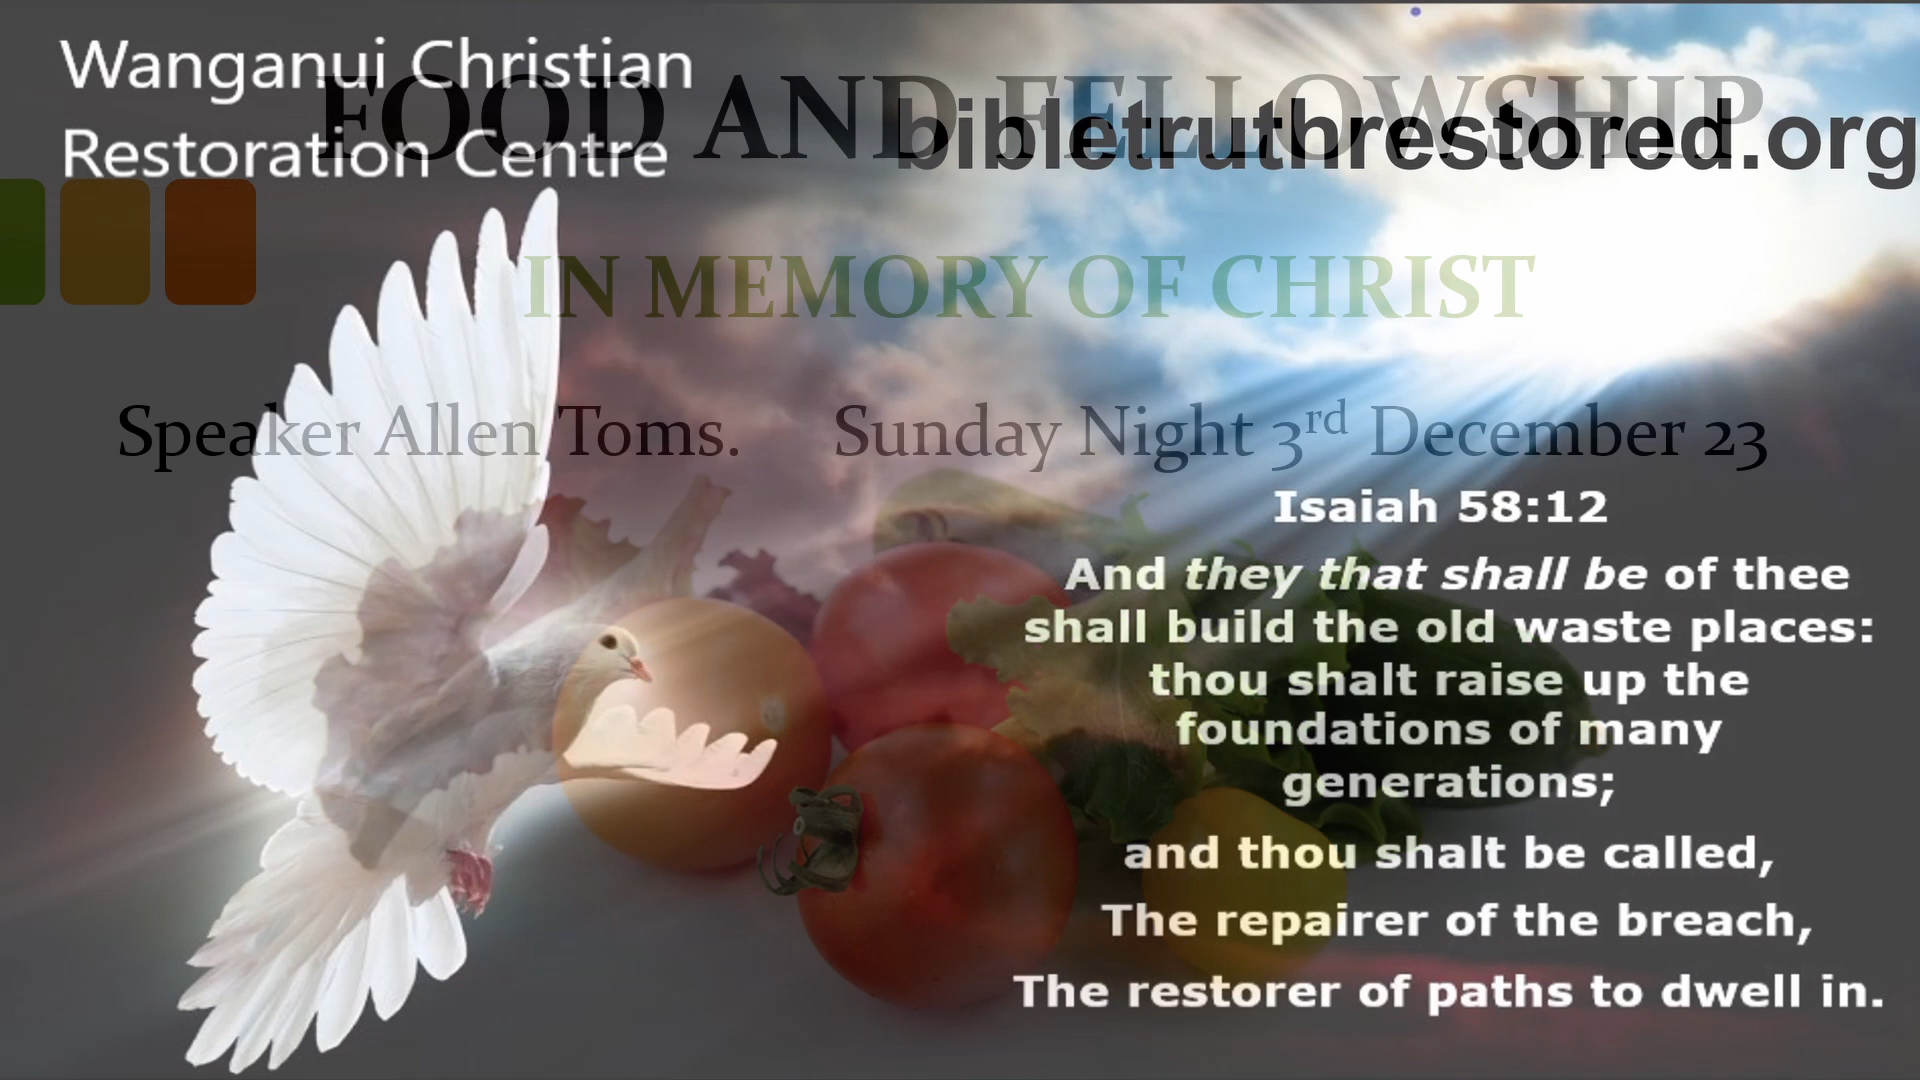 Wanganui Christian
Restoration Centre
FOOD AND FELLOWSHIP
bibletruthrestored.org
IN MEMORY OF CHRIST
Speaker Allen Toms. Sunday Night 3rd December 23
Isaiah 58:12
And they that shall be of thee
shall build the old waste places:
thou shalt raise up the
foundations of many
generations;
and thou shalt be called,
The repairer of the breach,
The restorer of paths to dwell in.